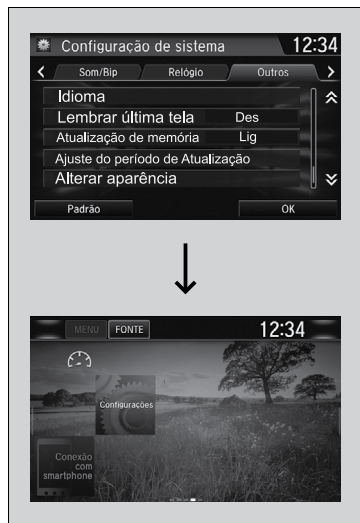 Configuração de sistema 12:34
Som/Bip Relógio Outros
Idioma
Lembrar última tela Des
Atualização de memória Lig
Ajuste do período de Atualização
Alterar aparência
Padrão OK
MENU FONTE 12:34
Configurações
Conexão
com
smartphone